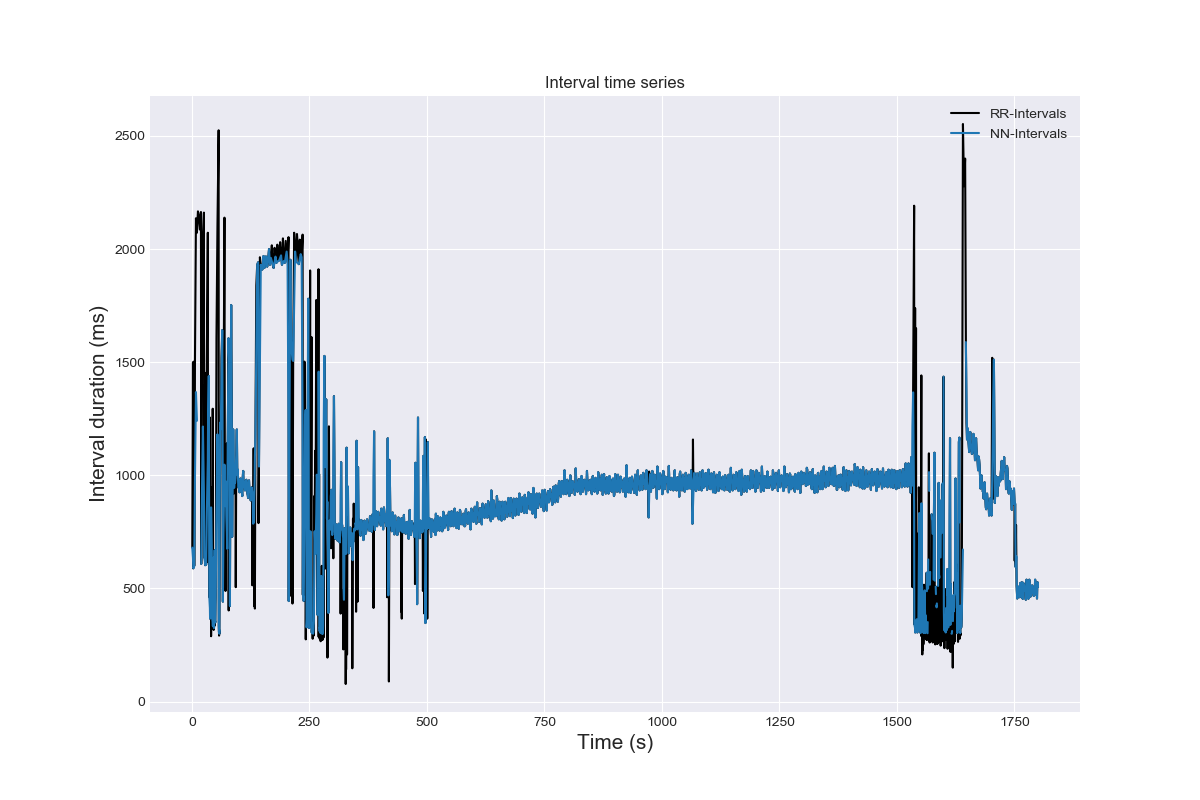 Interval time series
RR-Intervals
NN-Intervals
Interval duration (ms)
2500
2000
1500
1000
500
0
0 250 500 750 1000 1250 1500 1750
Time (s)